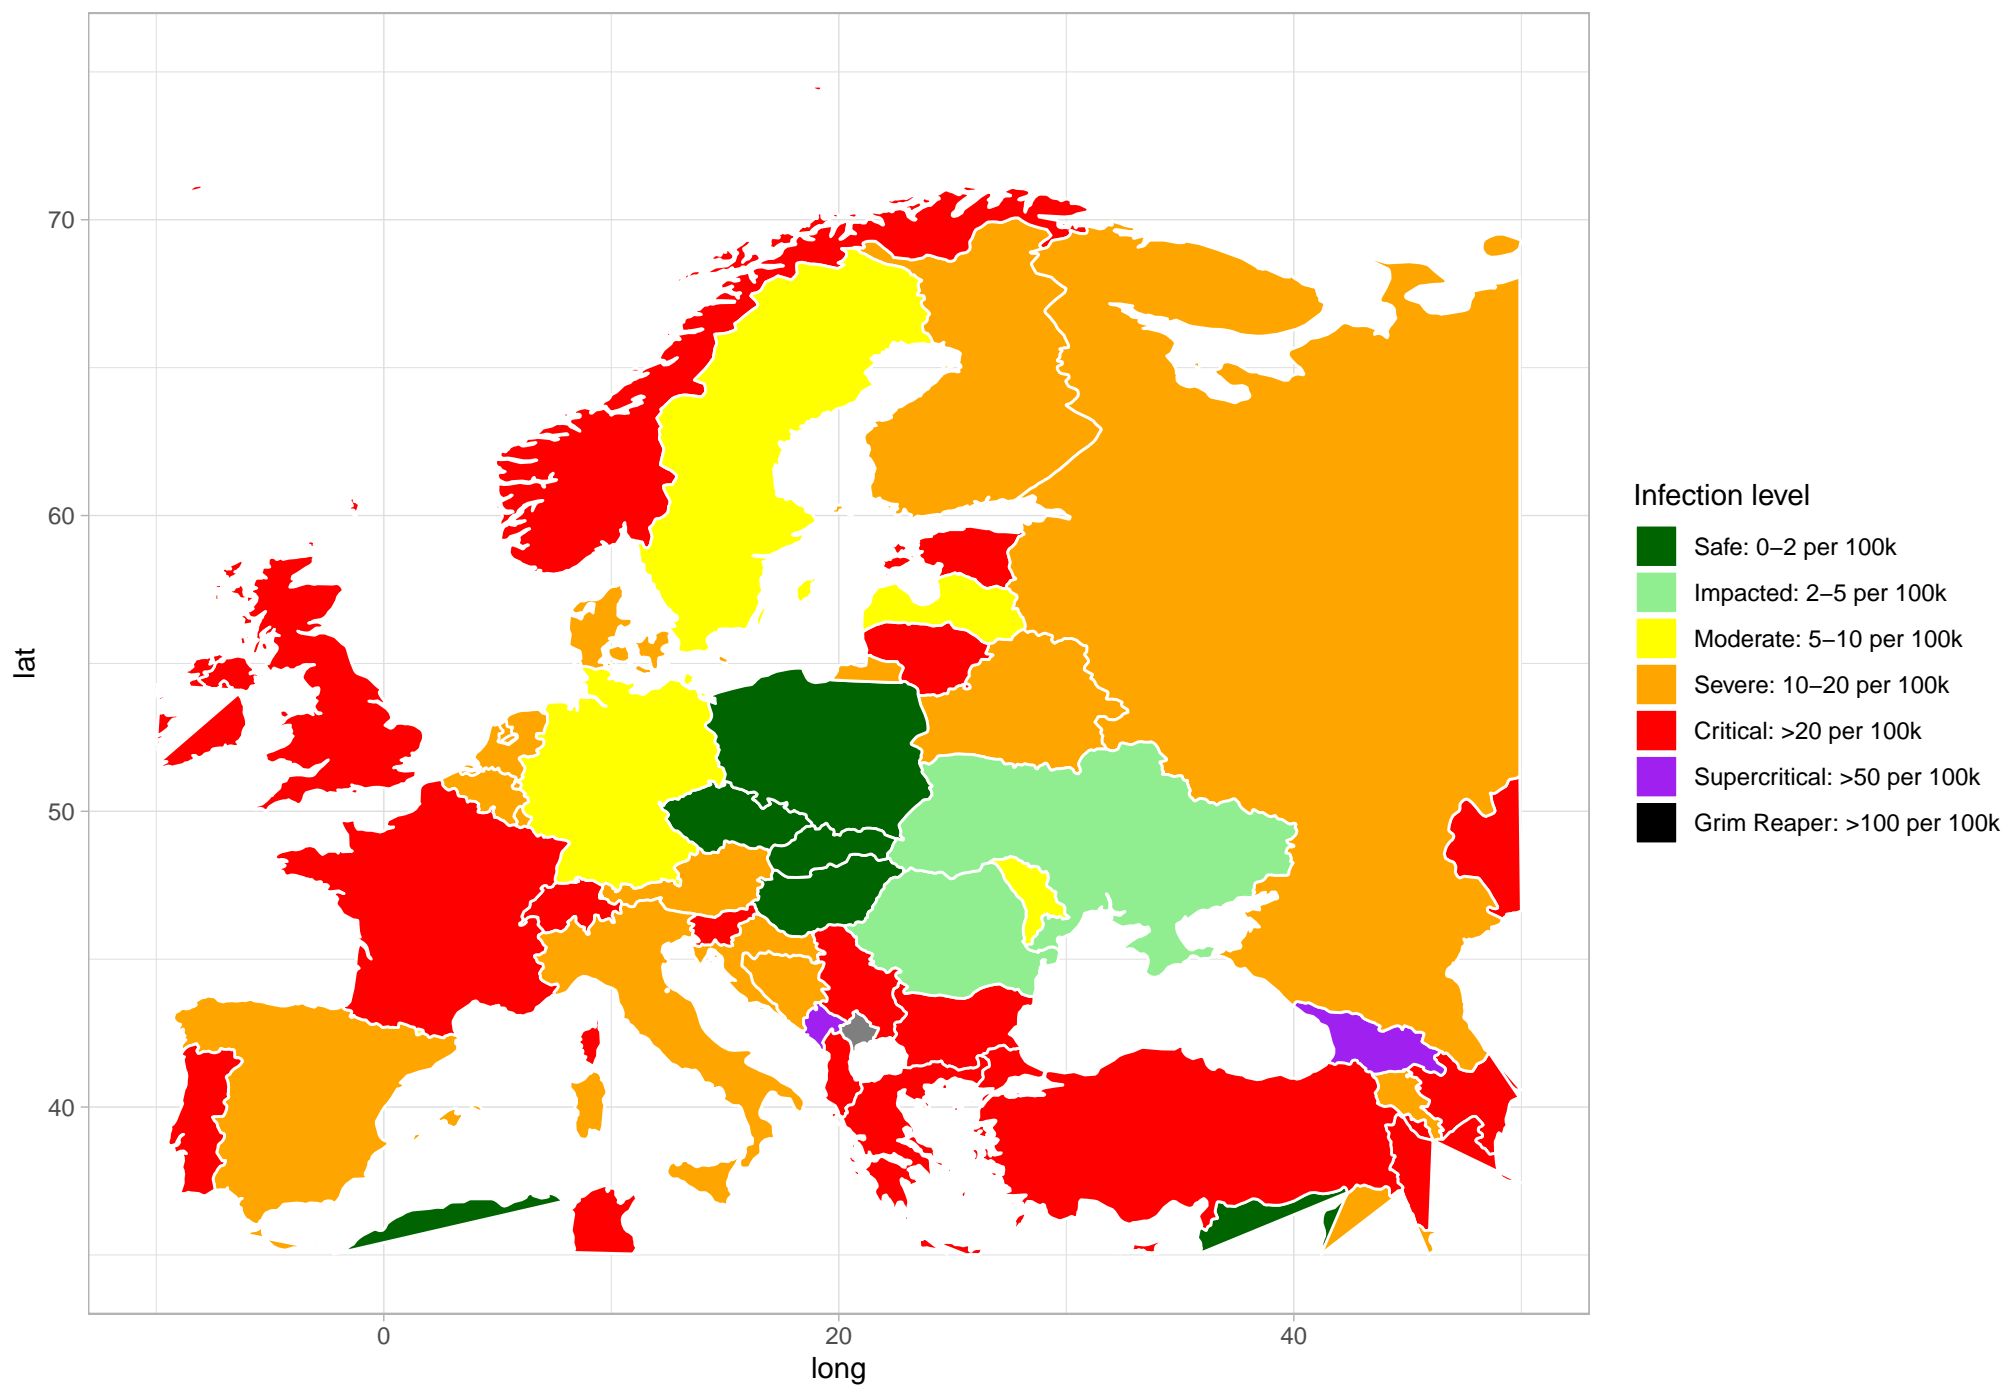 70
60
50
40
lat
0
20
40
long
Infection level
Safe: 0−2 per 100k
Impacted: 2−5 per 100k
Moderate: 5−10 per 100k
Severe: 10−20 per 100k
Critical: >20 per 100k
Supercritical: >50 per 100k
Grim Reaper: >100 per 100k